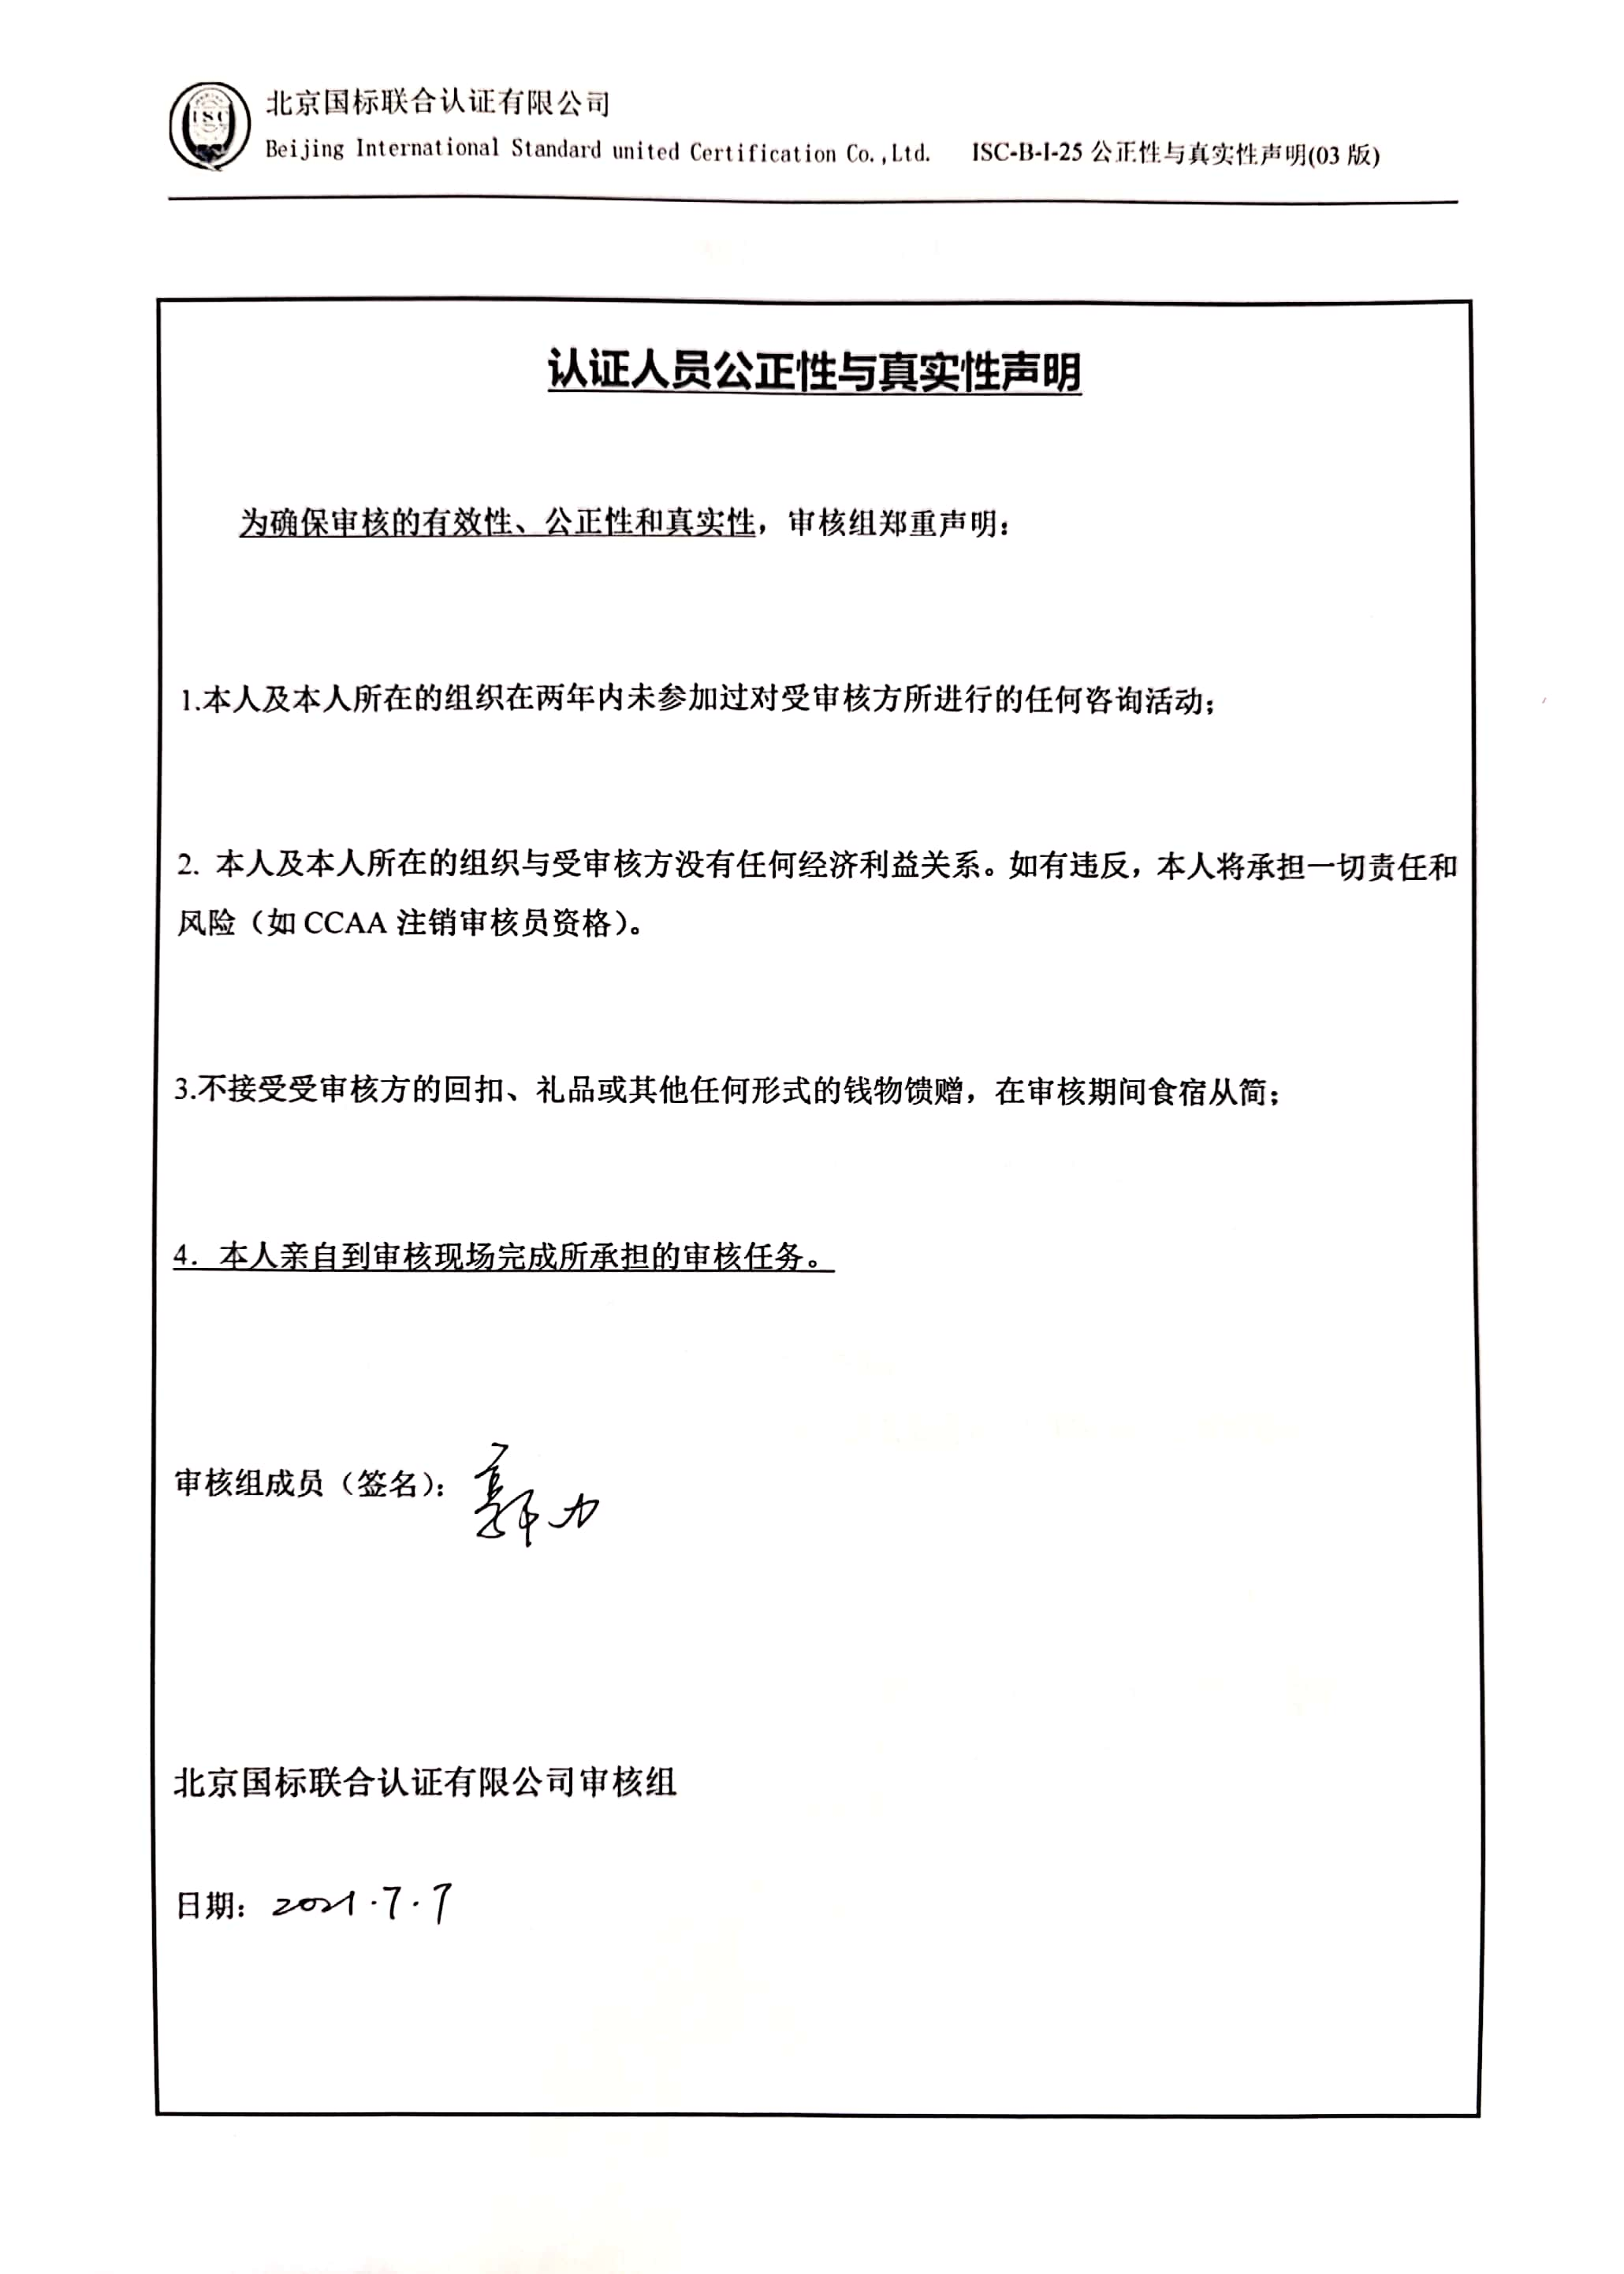 ISC
北京国标联合认证有限公司
Beijing International Standard united Certification Co.,Ltd. ISC-B-I-25 公正性与真实性声明(03 版)
认证人员公正性与真实性声明
为确保审核的有效性、公正性和真实性，审核组郑重声明：
1.本人及本人所在的组织在两年内未参加过对受审核方所进行的任何咨询活动；
2. 本人及本人所在的组织与受审核方没有任何经济利益关系。如有违反，本人将承担一切责任和
风险（如 CCAA 注销审核员资格）。
3.不接受受审核方的回扣、礼品或其他任何形式的钱物馈赠，在审核期间食宿从简；
4．本人亲自到审核现场完成所承担的审核任务。
审核组成员（签名）：郭力
北京国标联合认证有限公司审核组
日期：2021.7.7